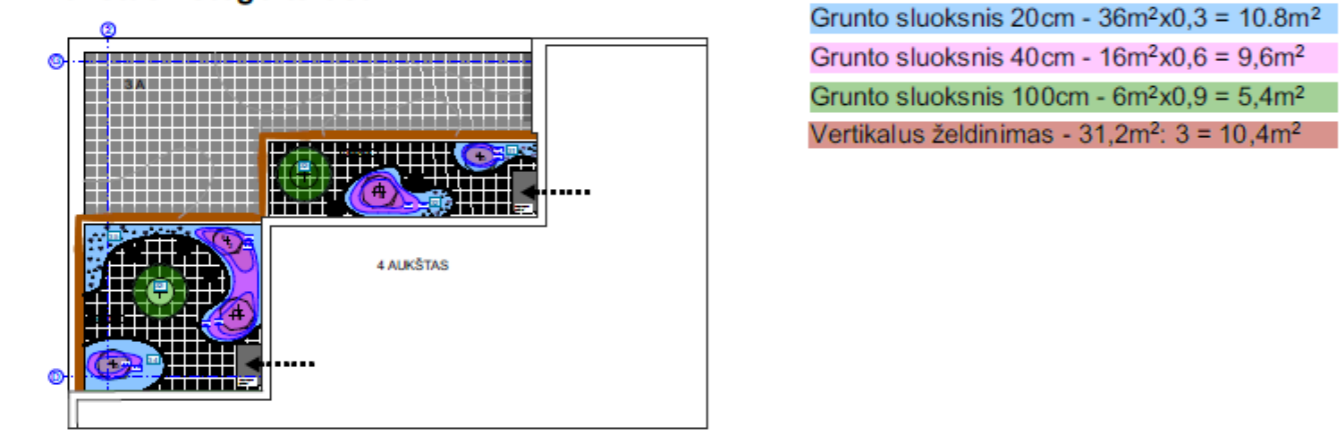 Grunto sluoksnis 20cm - 36m²x0,3 = 10.8m²
Grunto sluoksnis 40cm - 16m²x0,6 = 9,6m²
Grunto sluoksnis 100cm - 6m²x0,9 = 5,4m²
Vertikalus želdinimas - 31,2m²: 3 = 10,4m²
2
3 A
4 AUKŠTAS